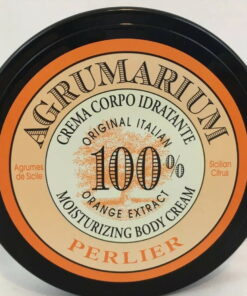 AGRUMARIUM
CREMA CORPO IDRATANTE
ORIGINAL ITALIAN
Agrumes
de Sicile
100%
Sicilian
Citrus
ORANGE EXTRACT
MOISTURIZING BODY CREAM
PERLIER